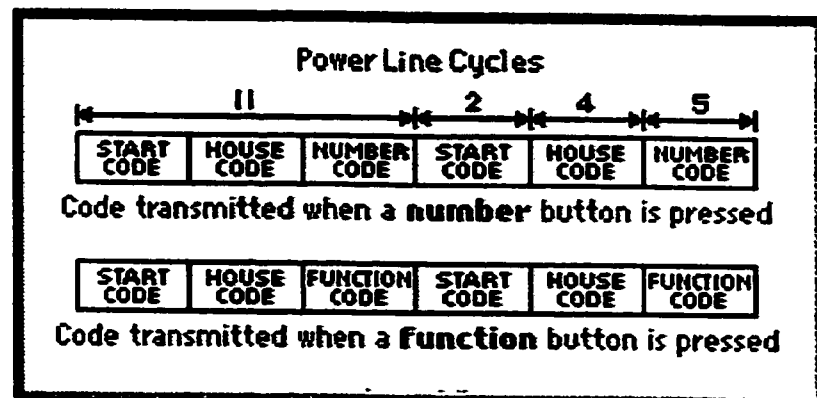 Power Line Cycles
11 2 4 5
START CODE HOUSE CODE NUMBER CODE START CODE HOUSE CODE NUMBER CODE
Code transmitted when a number button is pressed
START CODE HOUSE CODE FUNCTION CODE START CODE HOUSE CODE FUNCTION CODE
Code transmitted when a function button is pressed